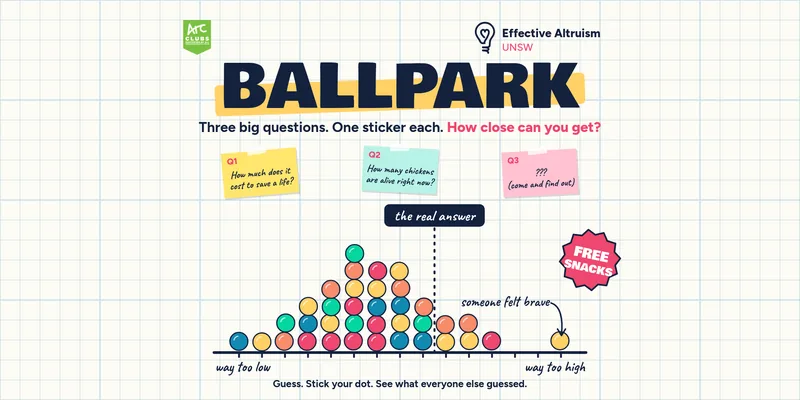 Arc
CLUBS
Effective Altruism
UNSW
BALLPARK
Three big questions. One sticker each. How close can you get?
Q1
How much does it
cost to save a life?
Q2
How many chickens
are alive right now?
Q3
???
(come and find out)
the real answer
FREE
SNACKS
someone felt brave
way too low
way too high
Guess. Stick your dot. See what everyone else guessed.